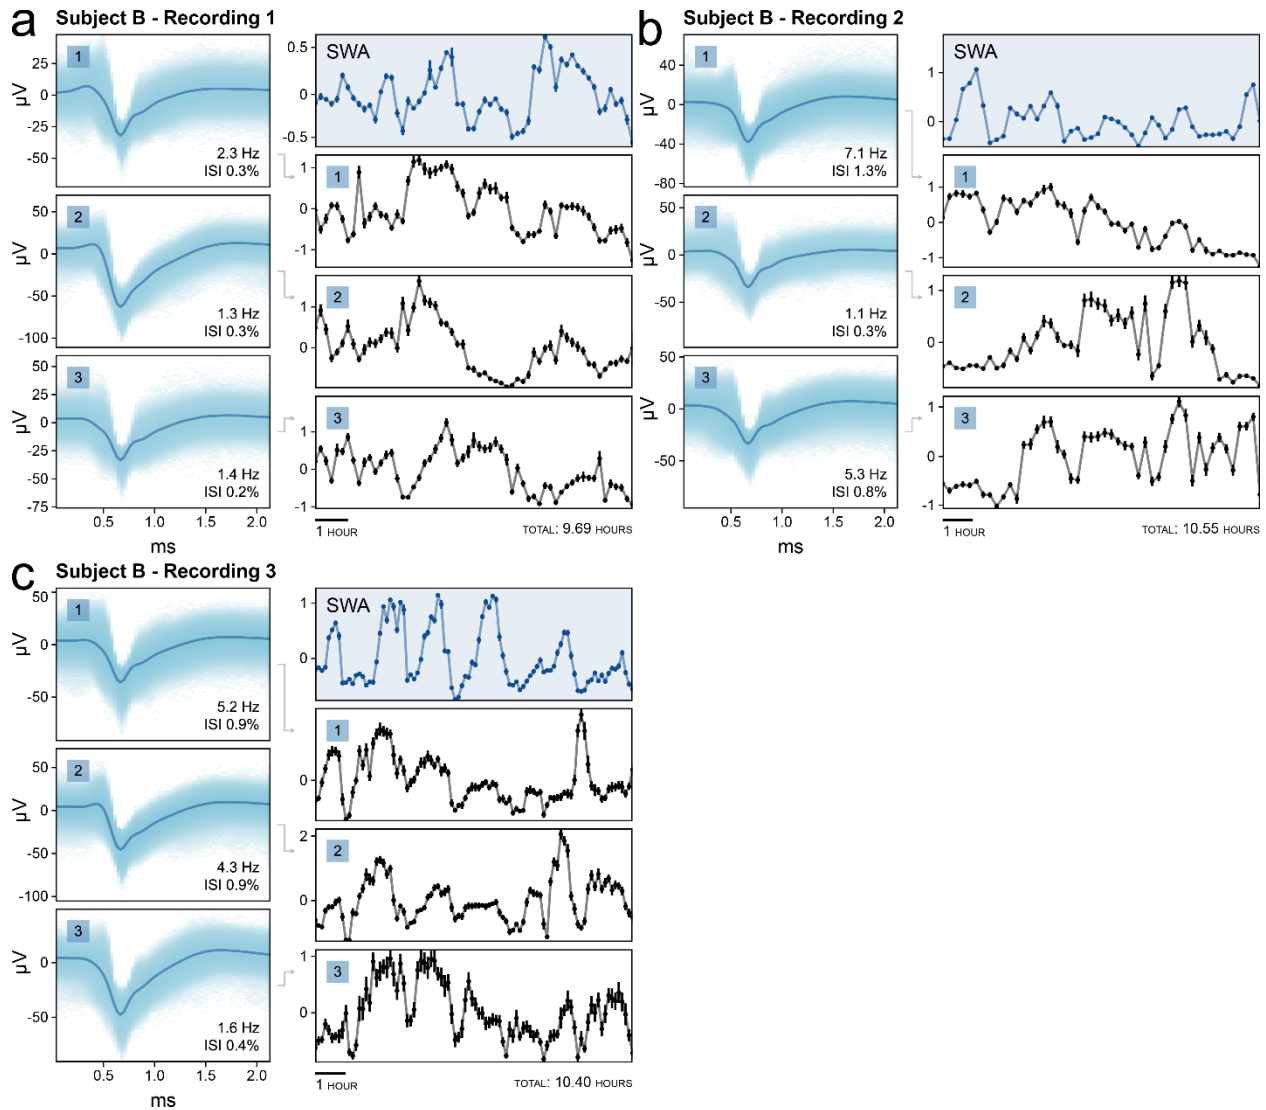 a
Subject B - Recording 1
25
0
-25
-50
µV
1
2.3 Hz
ISI 0.3%
50
0
-50
-100
µV
2
1.3 Hz
ISI 0.3%
50
25
0
-25
-50
-75
µV
3
1.4 Hz
ISI 0.2%
0.5
1.0
1.5
2.0
ms
0.5
0
-0.5
SWA
1
0
-1
1
1
0
2
1
0
-1
3
1 HOUR
TOTAL: 9.69 HOURS
b
Subject B - Recording 2
40
0
-40
-80
µV
1
7.1 Hz
ISI 1.3%
50
0
-50
µV
2
1.1 Hz
ISI 0.3%
50
0
-50
µV
3
5.3 Hz
ISI 0.8%
0.5
1.0
1.5
2.0
ms
1
0
SWA
1
0
-1
1
1
0
2
1
0
-1
3
1 HOUR
TOTAL: 10.55 HOURS
c
Subject B - Recording 3
50
0
-50
µV
1
5.2 Hz
ISI 0.9%
50
0
-50
-100
µV
2
4.3 Hz
ISI 0.9%
0
-50
µV
3
1.6 Hz
ISI 0.4%
0.5
1.0
1.5
2.0
ms
1
0
SWA
0
1
2
0
2
1
0
3
1 HOUR
TOTAL: 10.40 HOURS